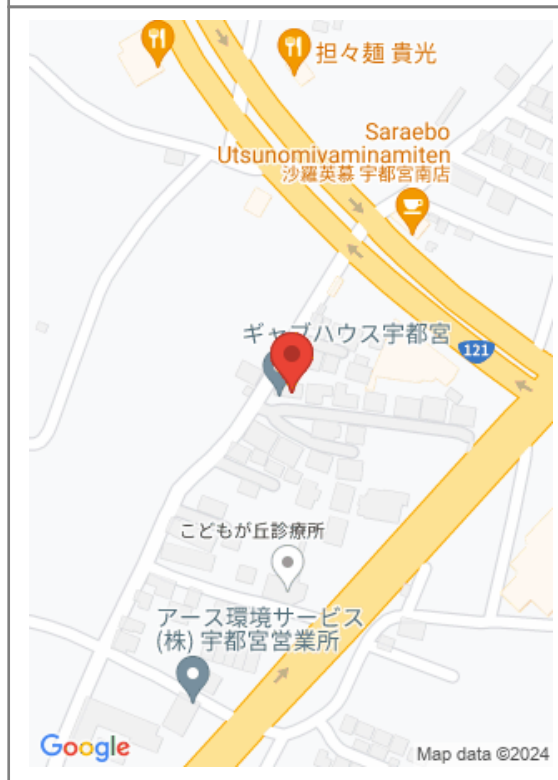 担々麺 貴光
Saraebo
Utsunomiyaminamiten
沙羅英慕 宇都宮南店
ギャブハウス宇都宮
121
こどもが丘診療所
アース環境サービス
(株) 宇都宮営業所
Google
Map data ©2024